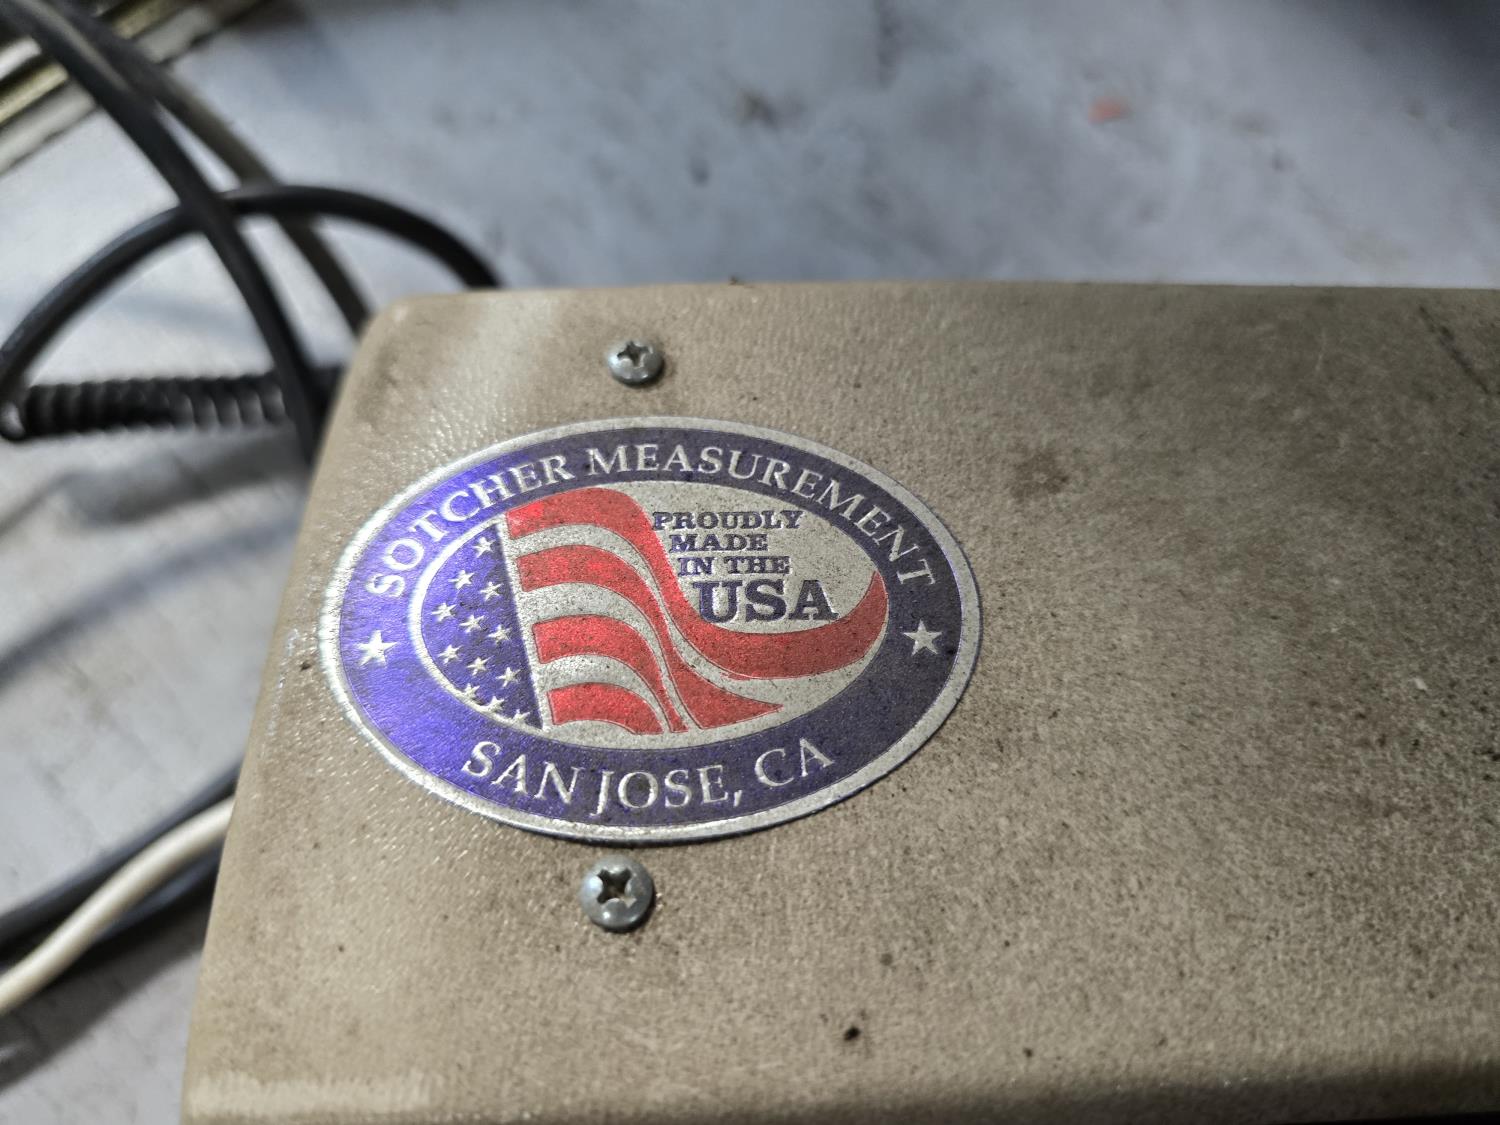 SOTCHER MEASUREMENT
PROUDLY
MADE
IN THE
USA
SAN JOSE, CA